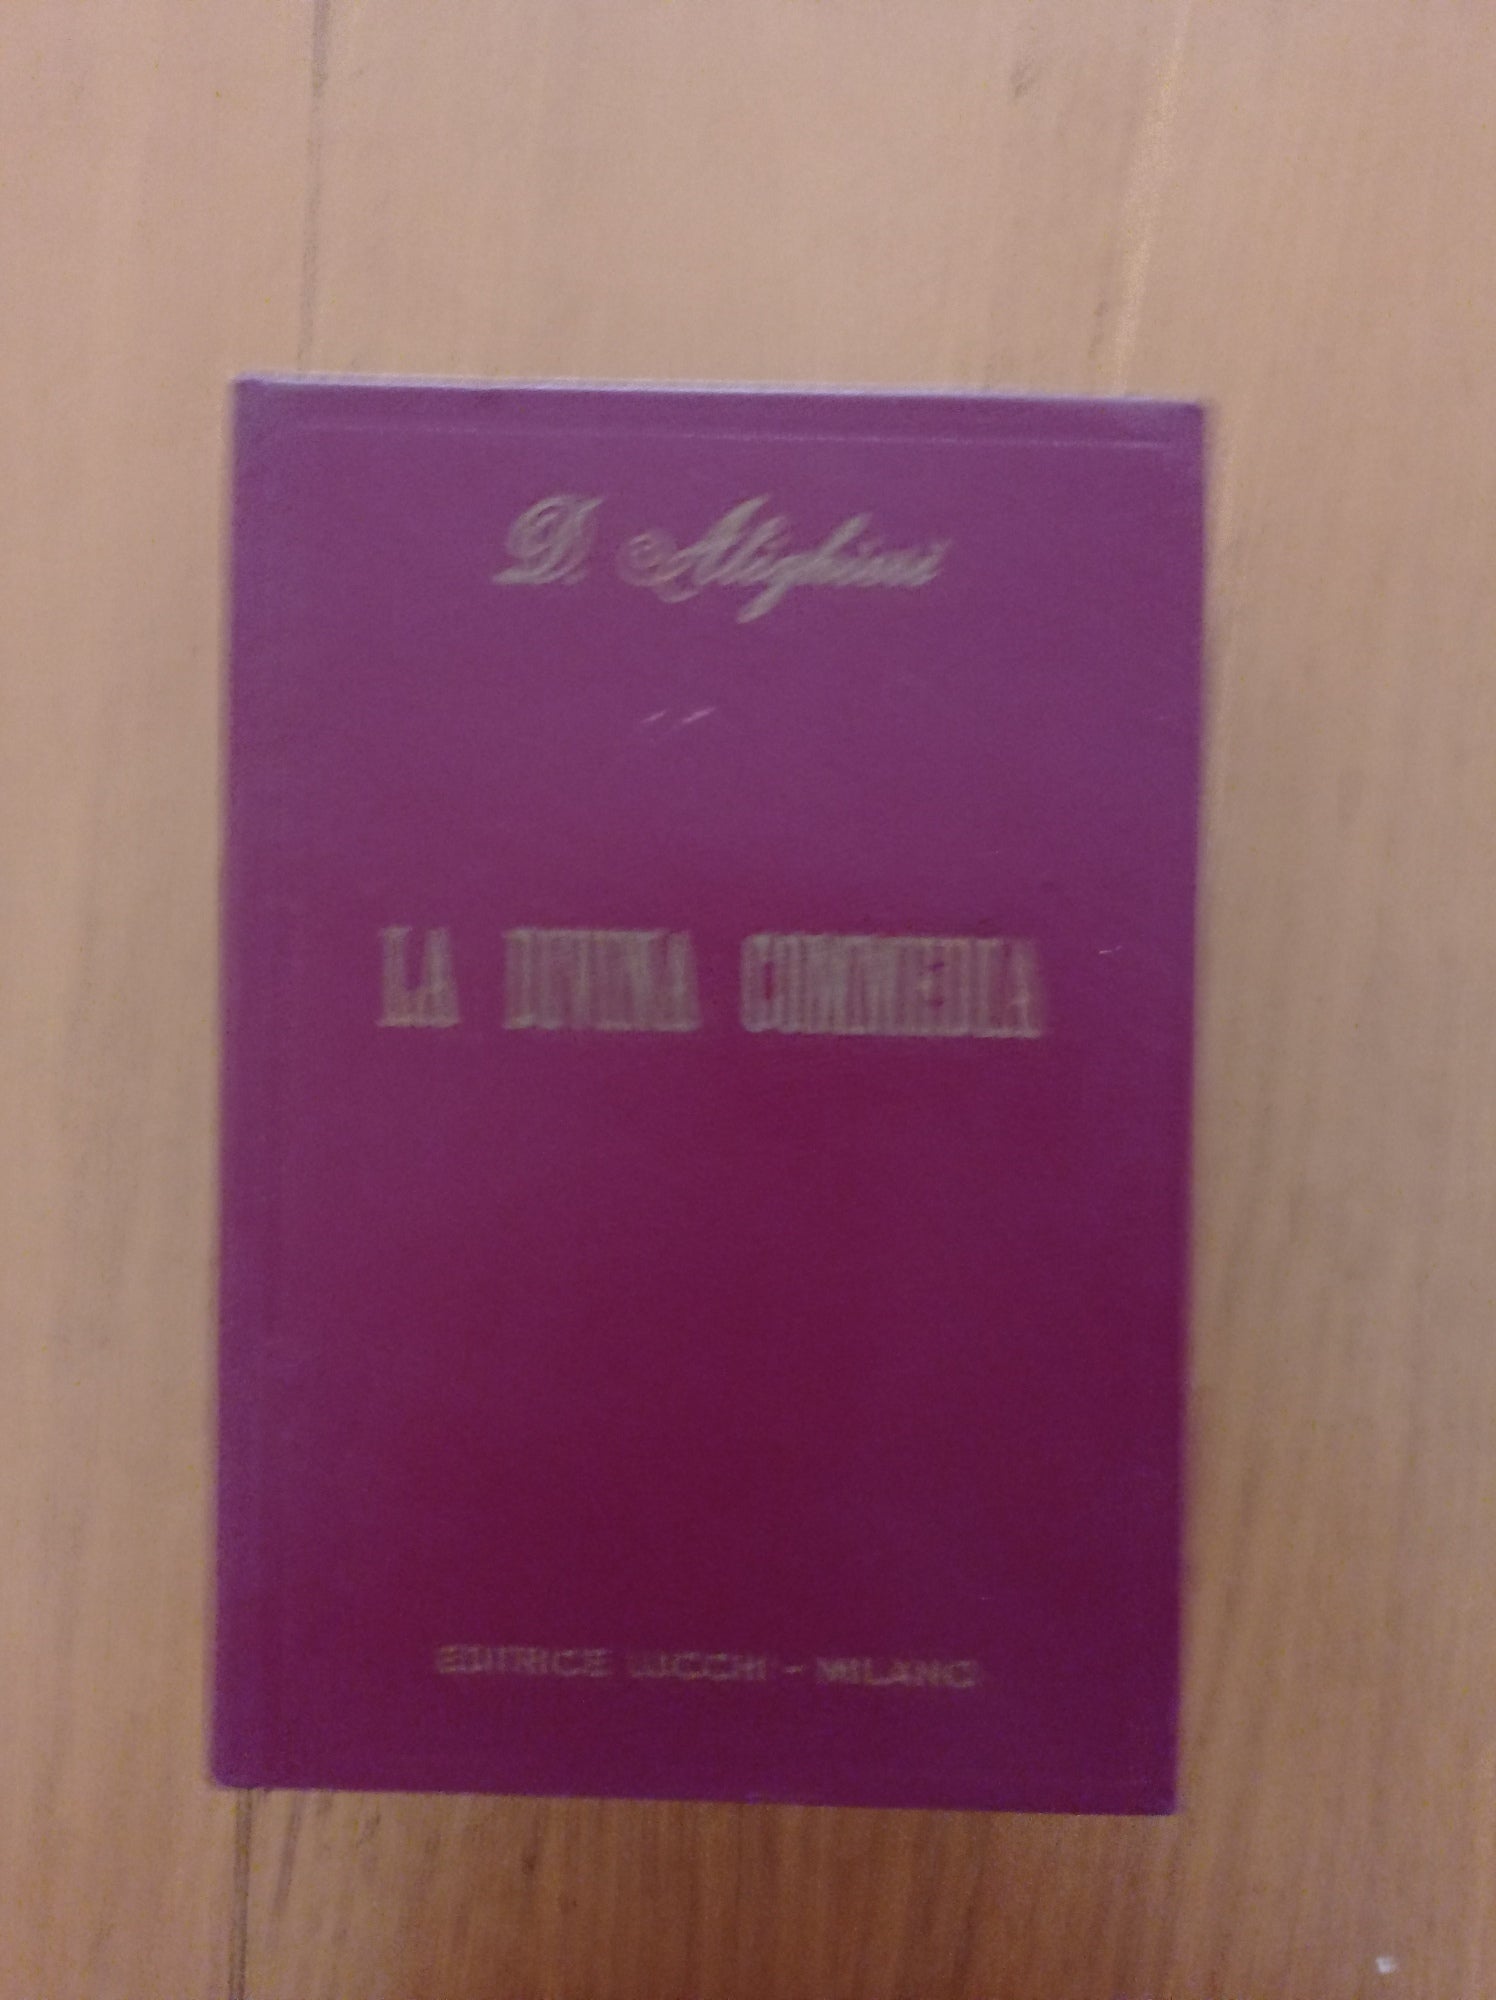 D. Alighieri
LA DIVINA COMMEDIA
EDITRICE LUCCHI - MILANO